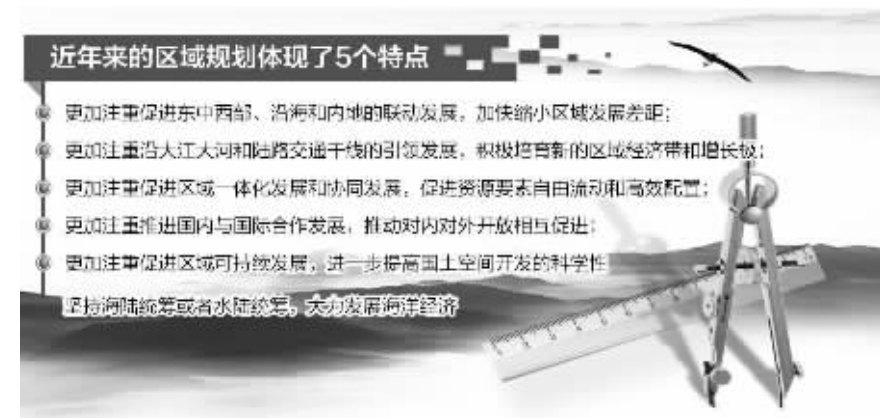 近年来的区域规划体现了5个特点
更加注重促进东中西部、沿海和内地的联动发展，加快缩小区域发展差距；
更加注重沿大江大河和陆路交通干线的引领发展，积极培育新的区域经济带和增长极；
更加注重促进区域一体化发展和协同发展，促进资源要素自由流动和高效配置；
更加注重推进国内与国际合作发展，推动对内对外开放相互促进；
更加注重促进区域可持续发展，进一步提高国土空间开发的科学性
坚持海陆统筹或者水陆统筹，大力发展海洋经济